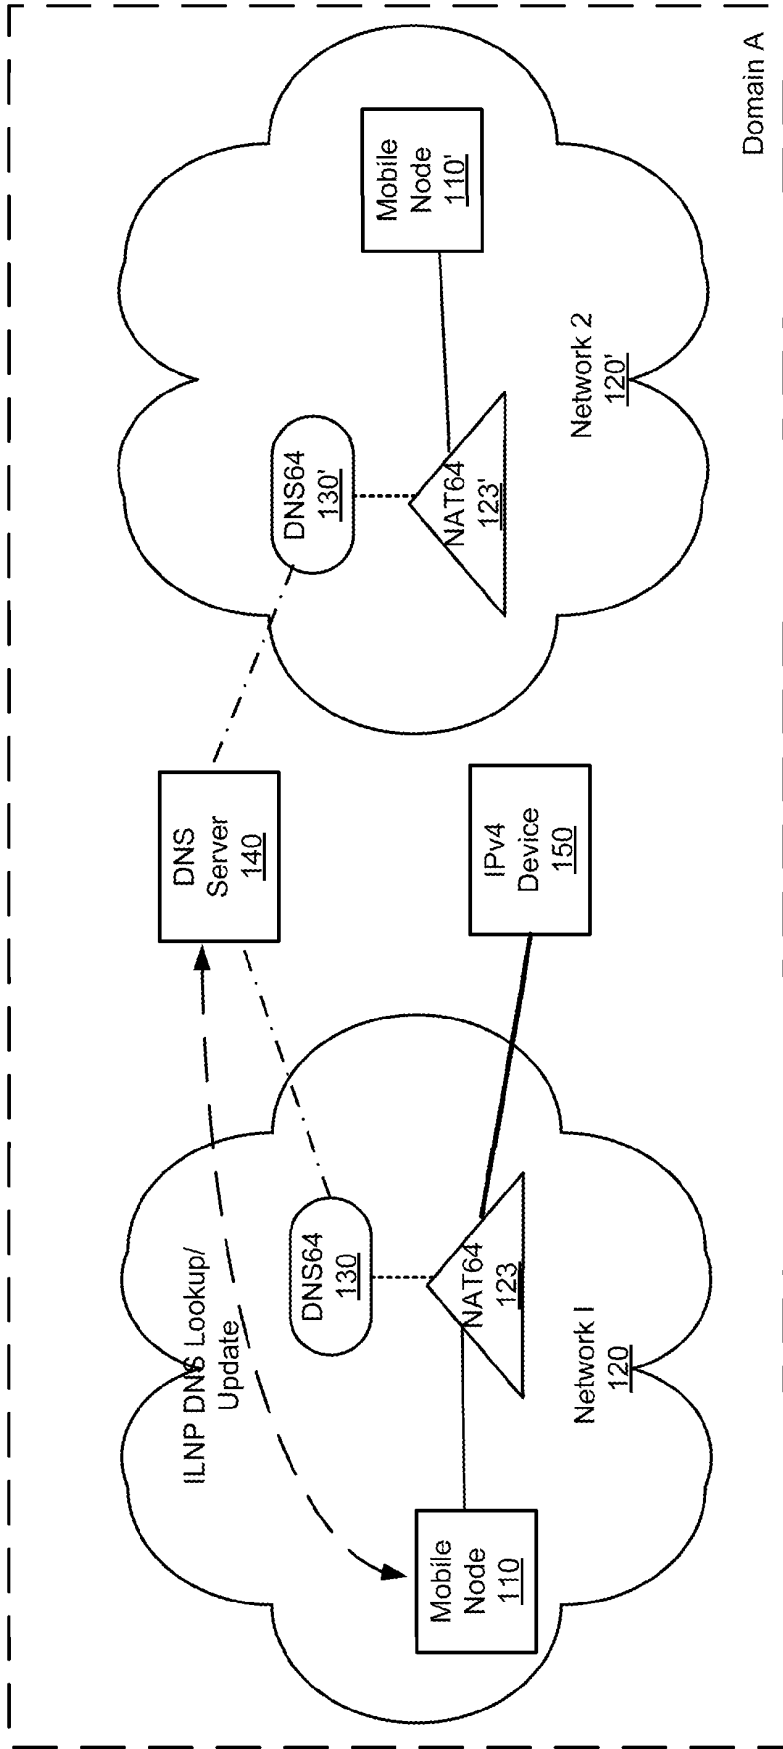 ILNP DNS Lookup/
Update
Mobile
Node
110
DNS64
130
NAT64
123
Network I
120
DNS
Server
140
IPv4
Device
150
DNS64
130'
NAT64
123'
Mobile
Node
110'
Network 2
120'
Domain A